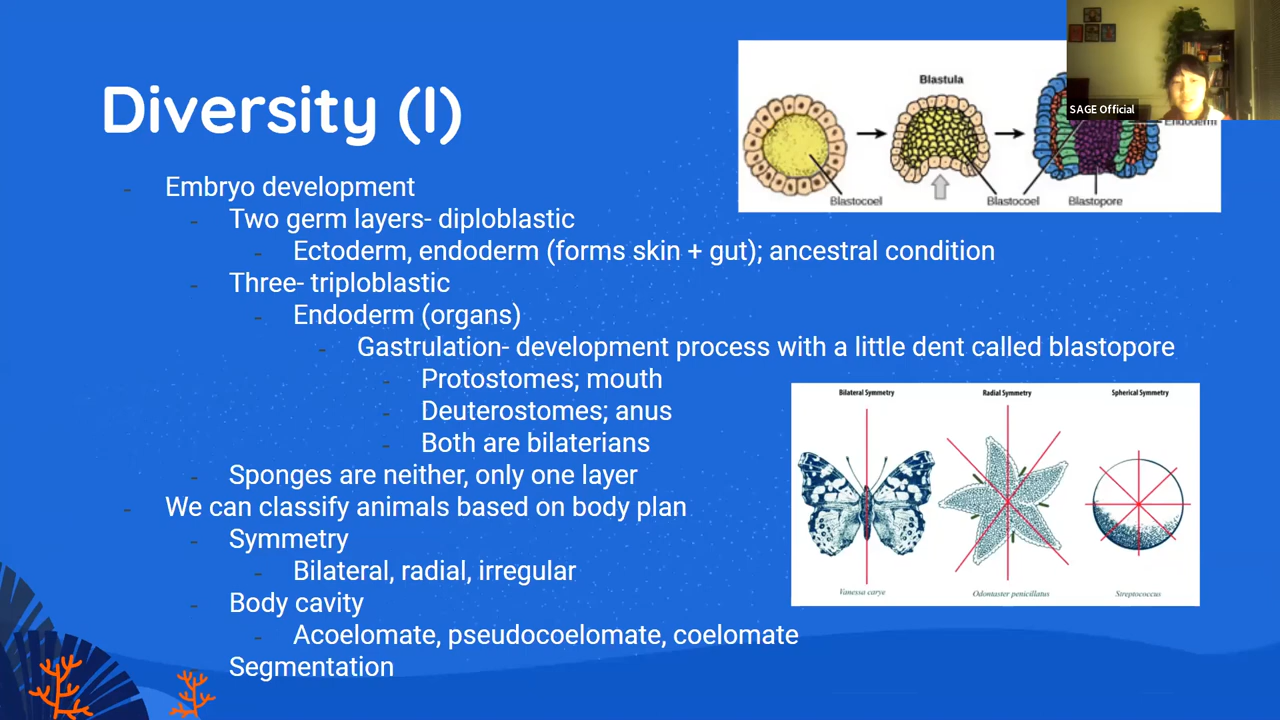 Diversity (I)
- Embryo development
- Two germ layers- diploblastic
- Ectoderm, endoderm (forms skin + gut); ancestral condition
- Three- triploblastic
- Endoderm (organs)
- Gastrulation- development process with a little dent called blastopore
- Protostomes; mouth
- Deuterostomes; anus
- Both are bilaterians
- Sponges are neither, only one layer
- We can classify animals based on body plan
- Symmetry
- Bilateral, radial, irregular
- Body cavity
- Acoelomate, pseudocoelomate, coelomate
- Segmentation
Blastula
Blastocoel
Blastocoel
Blastopore
Endoderm
SAGE Official
Bilateral Symmetry
Radial Symmetry
Spherical Symmetry
Vanessa carye
Odontaster penicillatus
Streptococcus